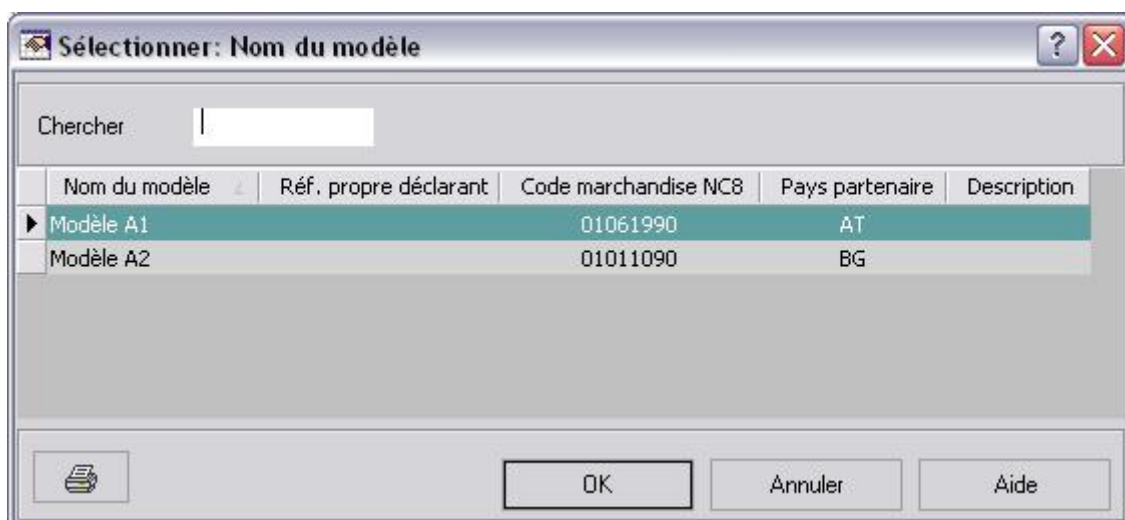 Sélectionner: Nom du modèle
Chercher
Nom du modèle Réf. propre déclarant Code marchandise NC8 Pays partenaire Description
Modèle A1 01061990 AT
Modèle A2 01011090 BG
OK Annuler Aide